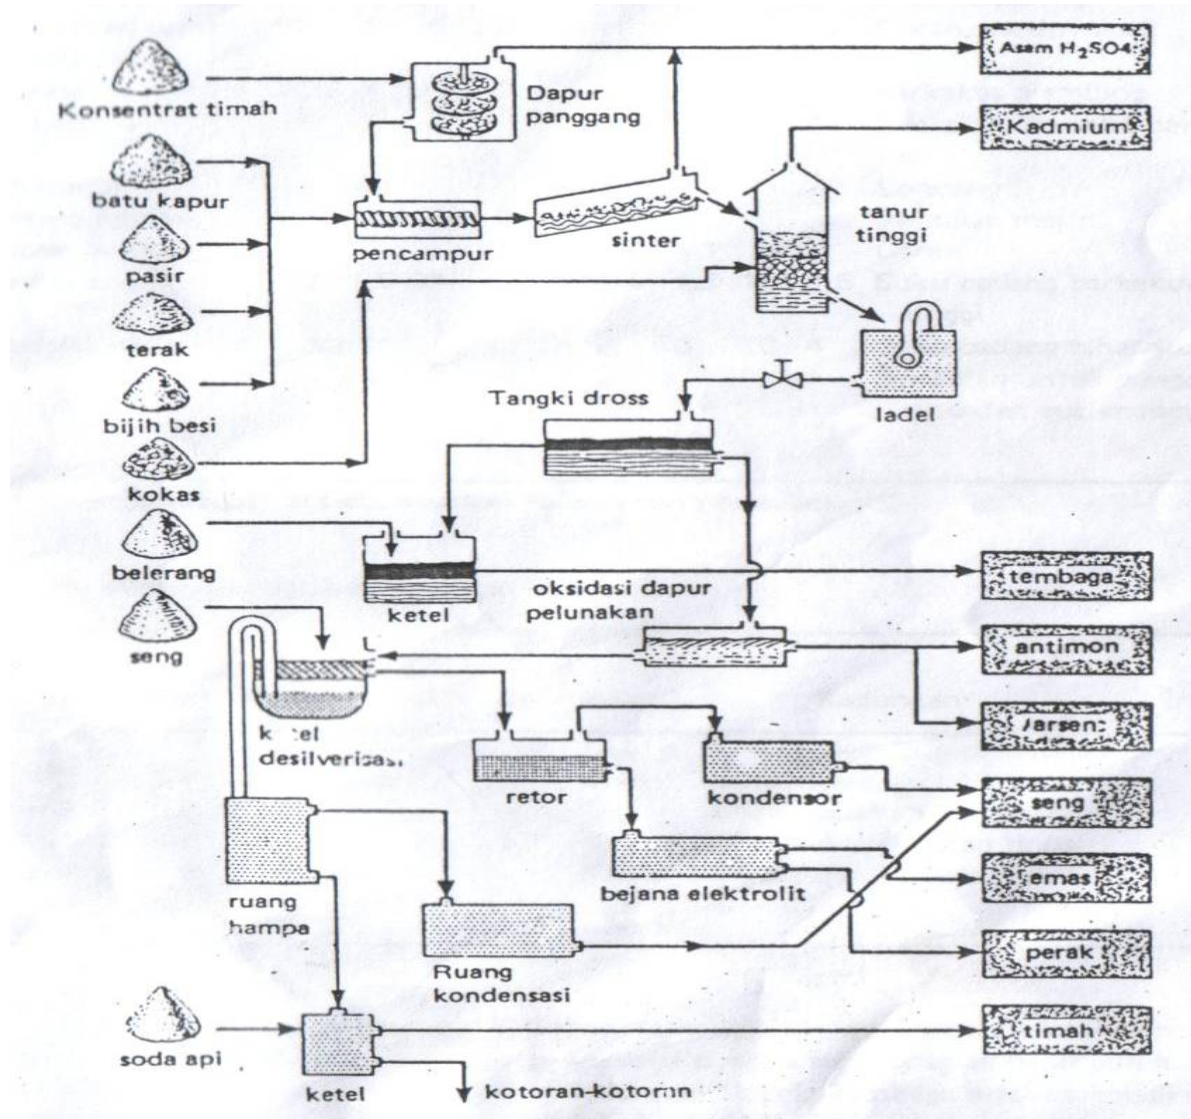 Asam H2SO4
Konsentrat timah
Dapur
panggang
Kadmium
batu kapur
tanur
tinggi
sinter
pencampur
pasir
terak
Tangki dross
ladel
bijih besi
kokas
belerang
ketel
oksidasi dapur
pelunakan
tembaga
seng
antimon
desilverisasi
retor
kondensor
seng
bejana elektrolit
emas
ruang
hampa
perak
Ruang
kondensasi
timah
soda api
ketel
kotoran-kotoran